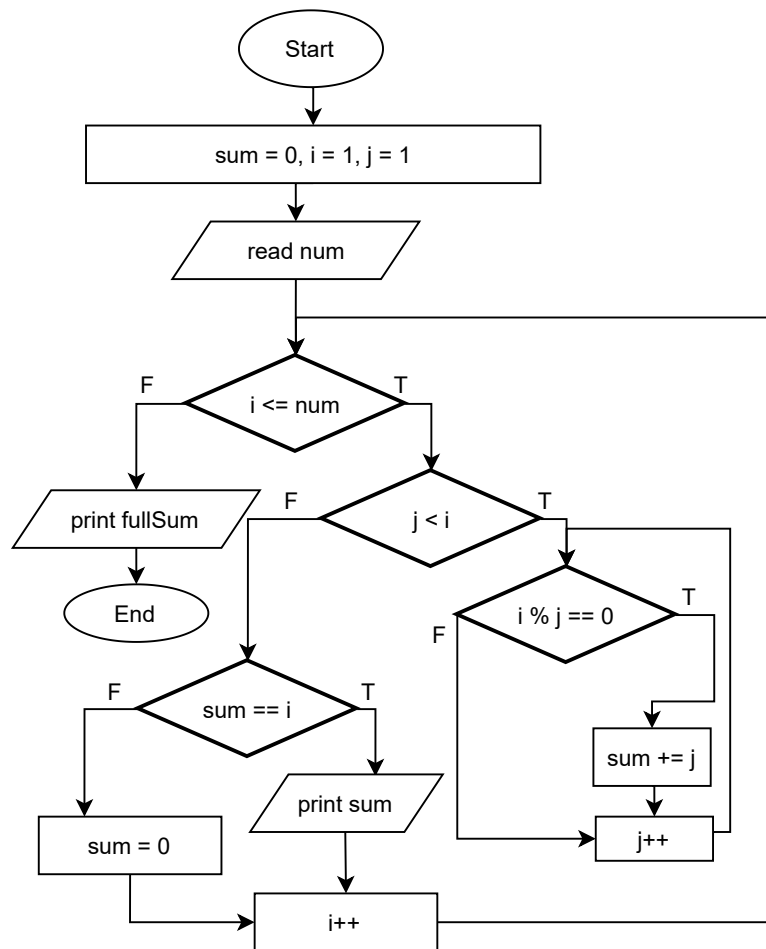 Start
sum = 0, i = 1, j = 1
read num
F
T
i <= num
F
T
print fullSum
j < i
End
F
T
i % j == 0
F
T
sum == i
sum += j
print sum
sum = 0
j++
i++